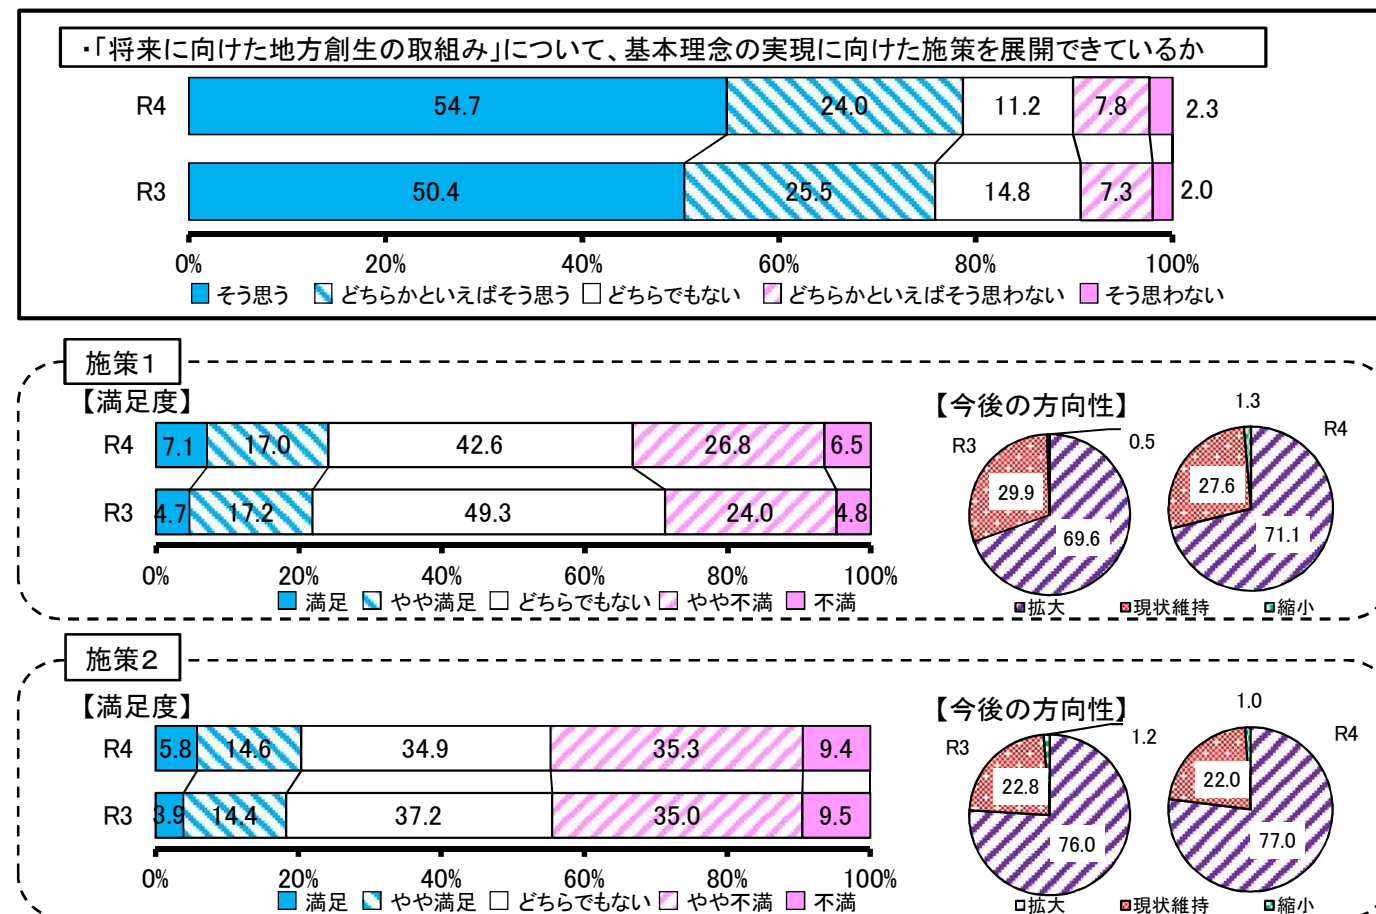 ・「将来に向けた地方創生の取組み」について、基本理念の実現に向けた施策を展開できているか
R4 54.7 24.0 11.2 7.8 2.3
R3 50.4 25.5 14.8 7.3 2.0
0% 20% 40% 60% 80% 100%
そう思う どちらかといえばそう思う どちらでもない どちらかといえばそう思わない そう思わない
施策1
【満足度】
R4 7.1 17.0 42.6 26.8 6.5
R3 4.7 17.2 49.3 24.0 4.8
0% 20% 40% 60% 80% 100%
満足 やや満足 どちらでもない やや不満 不満
【今後の方向性】
R3 0.5 29.9 69.6
1.3 R4 27.6 71.1
拡大 現状維持 縮小
施策2
【満足度】
R4 5.8 14.6 34.9 35.3 9.4
R3 3.9 14.4 37.2 35.0 9.5
0% 20% 40% 60% 80% 100%
満足 やや満足 どちらでもない やや不満 不満
【今後の方向性】
R3 1.2 22.8 76.0
1.0 R4 22.0 77.0
拡大 現状維持 縮小